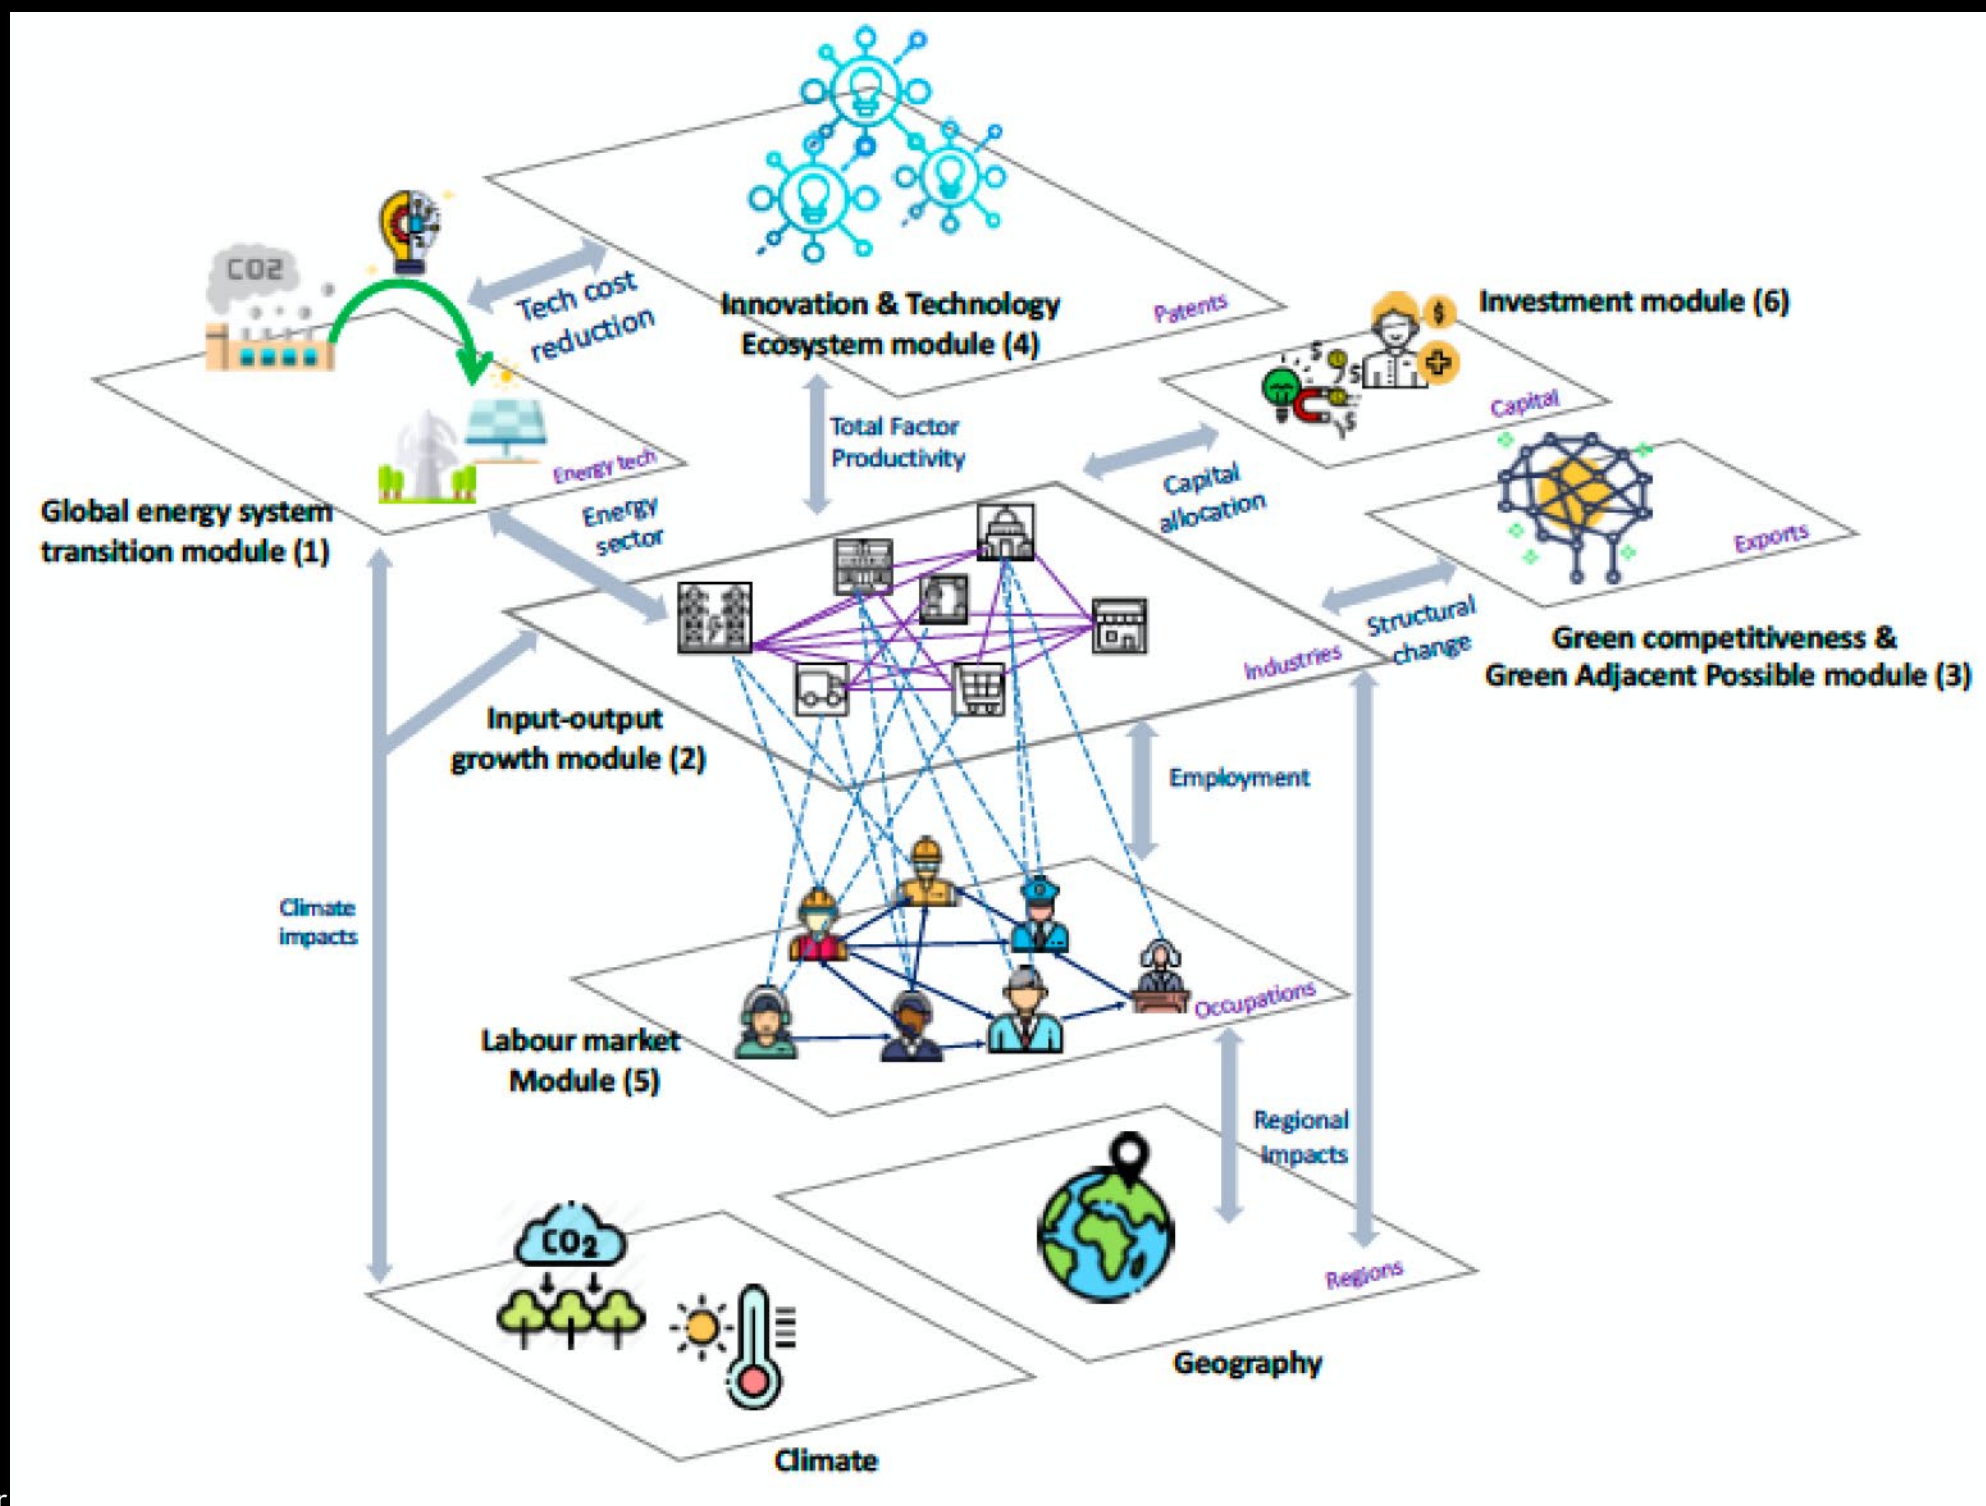 CO2
Tech cost
reduction
Innovation & Technology
Ecosystem module (4)
Patents
Investment module (6)
Capital
Energy tech
Global energy system
transition module (1)
Energy
sector
Total Factor
Productivity
Capital
allocation
Exports
Structural
change
Green competitiveness &
Green Adjacent Possible module (3)
Industries
Input-output
growth module (2)
Employment
Climate
impacts
Occupations
Labour market
Module (5)
Regional
Impacts
CO2
Regions
Geography
Climate
r